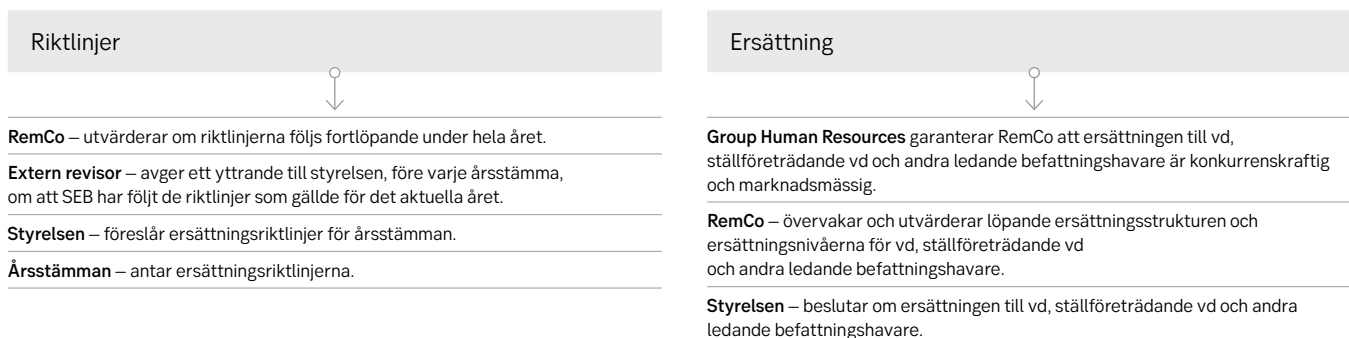 Riktlinjer
RemCo – utvärderar om riktlinjerna följs fortlöpande under hela året.
Extern revisor – avger ett yttrande till styrelsen, före varje årsstämma,
om att SEB har följt de riktlinjer som gällde för det aktuella året.
Styrelsen – föreslår ersättningsriktlinjer för årsstämman.
Årsstämman – antar ersättningsriktlinjerna.
Ersättning
Group Human Resources garanterar RemCo att ersättningen till vd,
ställföreträdande vd och andra ledande befattningshavare är konkurrenskraftig
och marknadsmässig.
RemCo – övervakar och utvärderar löpande ersättningsstrukturen och
ersättningsnivåerna för vd, ställföreträdande vd
och andra ledande befattningshavare.
Styrelsen – beslutar om ersättningen till vd, ställföreträdande vd och andra
ledande befattningshavare.